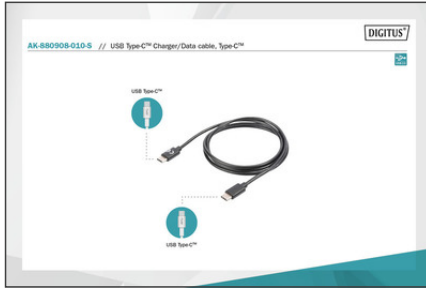 DIGITUS®
AK-880908-010-S // USB Type-C™ Charger/Data cable, Type-C™
USB Type-C™
USB Type-C™